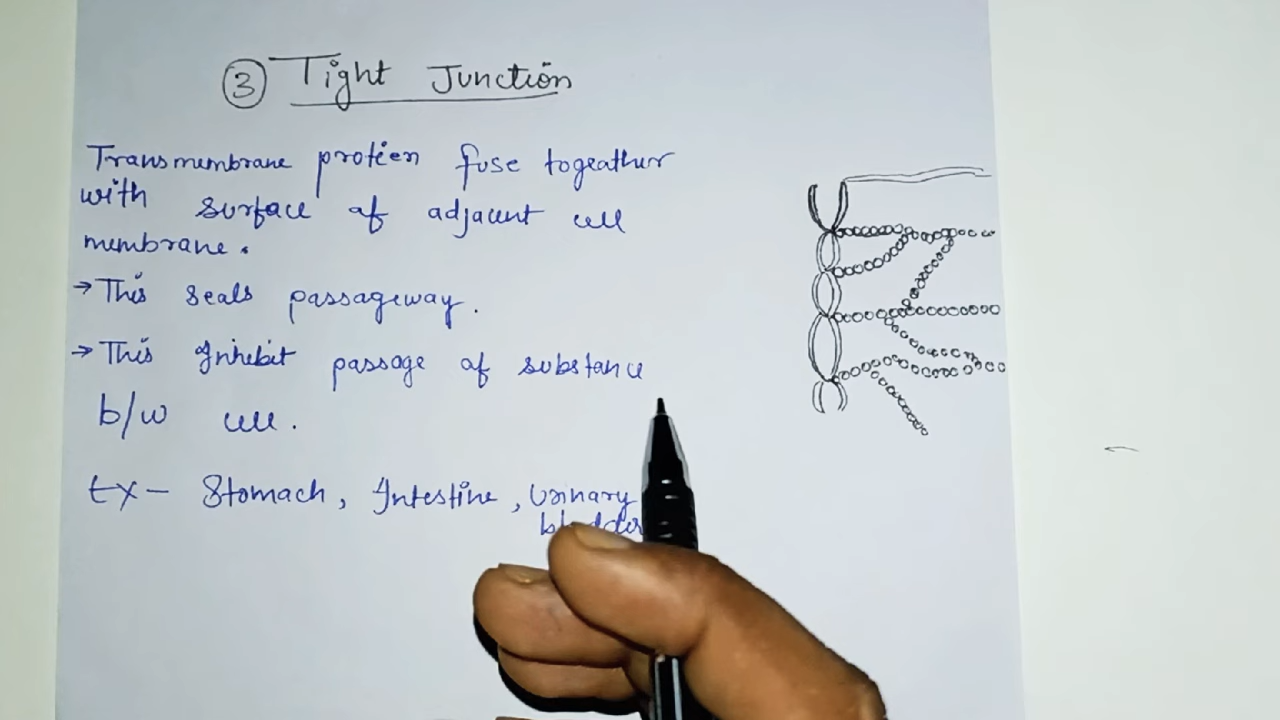 ③ Tight Junction
Transmembrane protien fuse togeather
with surface of adjacent cell
membrane.
→ This seals passageway.
→ This Inhibit passage of substance
b/w cell.
Ex - Stomach, Intestine, Urinary
bladder